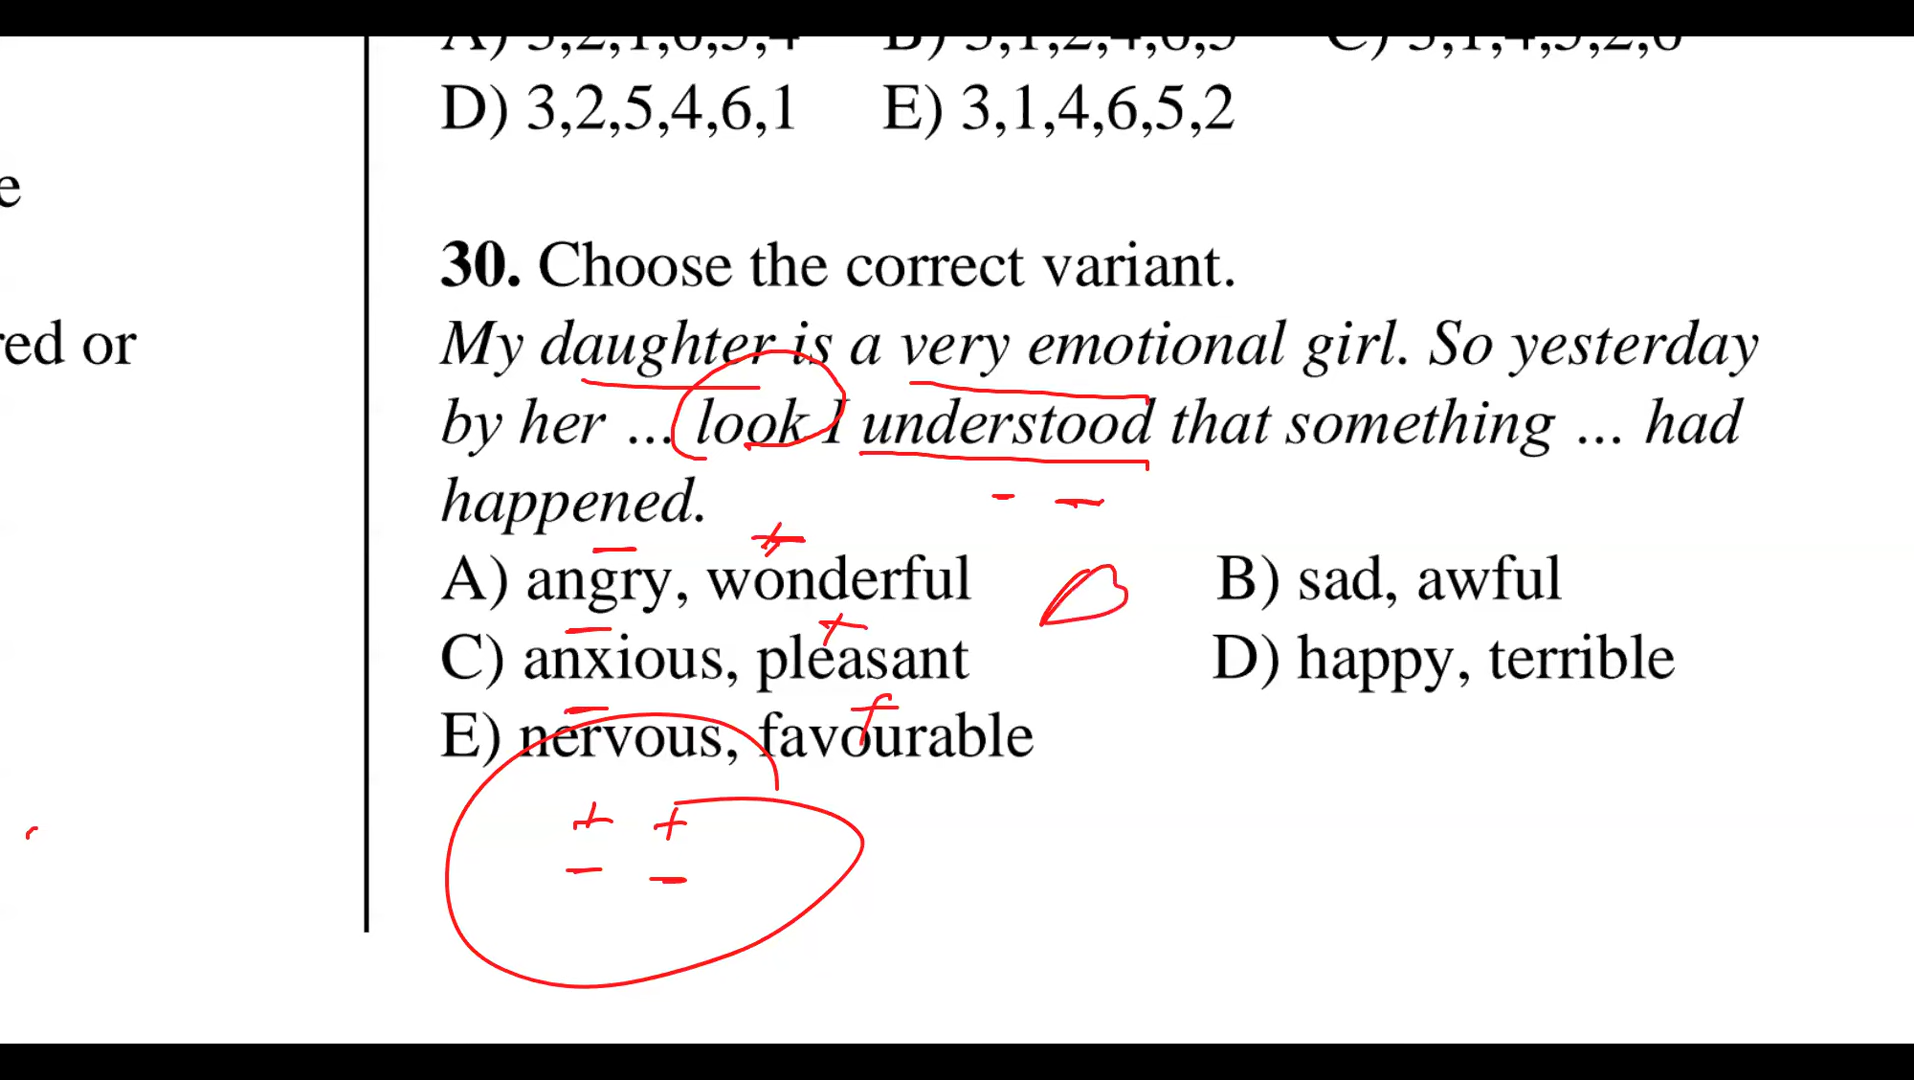 D) 3,2,5,4,6,1 E) 3,1,4,6,5,2
e
30. Choose the correct variant.
red or
My daughter is a very emotional girl. So yesterday
by her ... look I understood that something ... had
happened.
- -
- +
A) angry, wonderful B) sad, awful
- +
C) anxious, pleasant D) happy, terrible
- +
E) nervous, favourable
+ +
- -